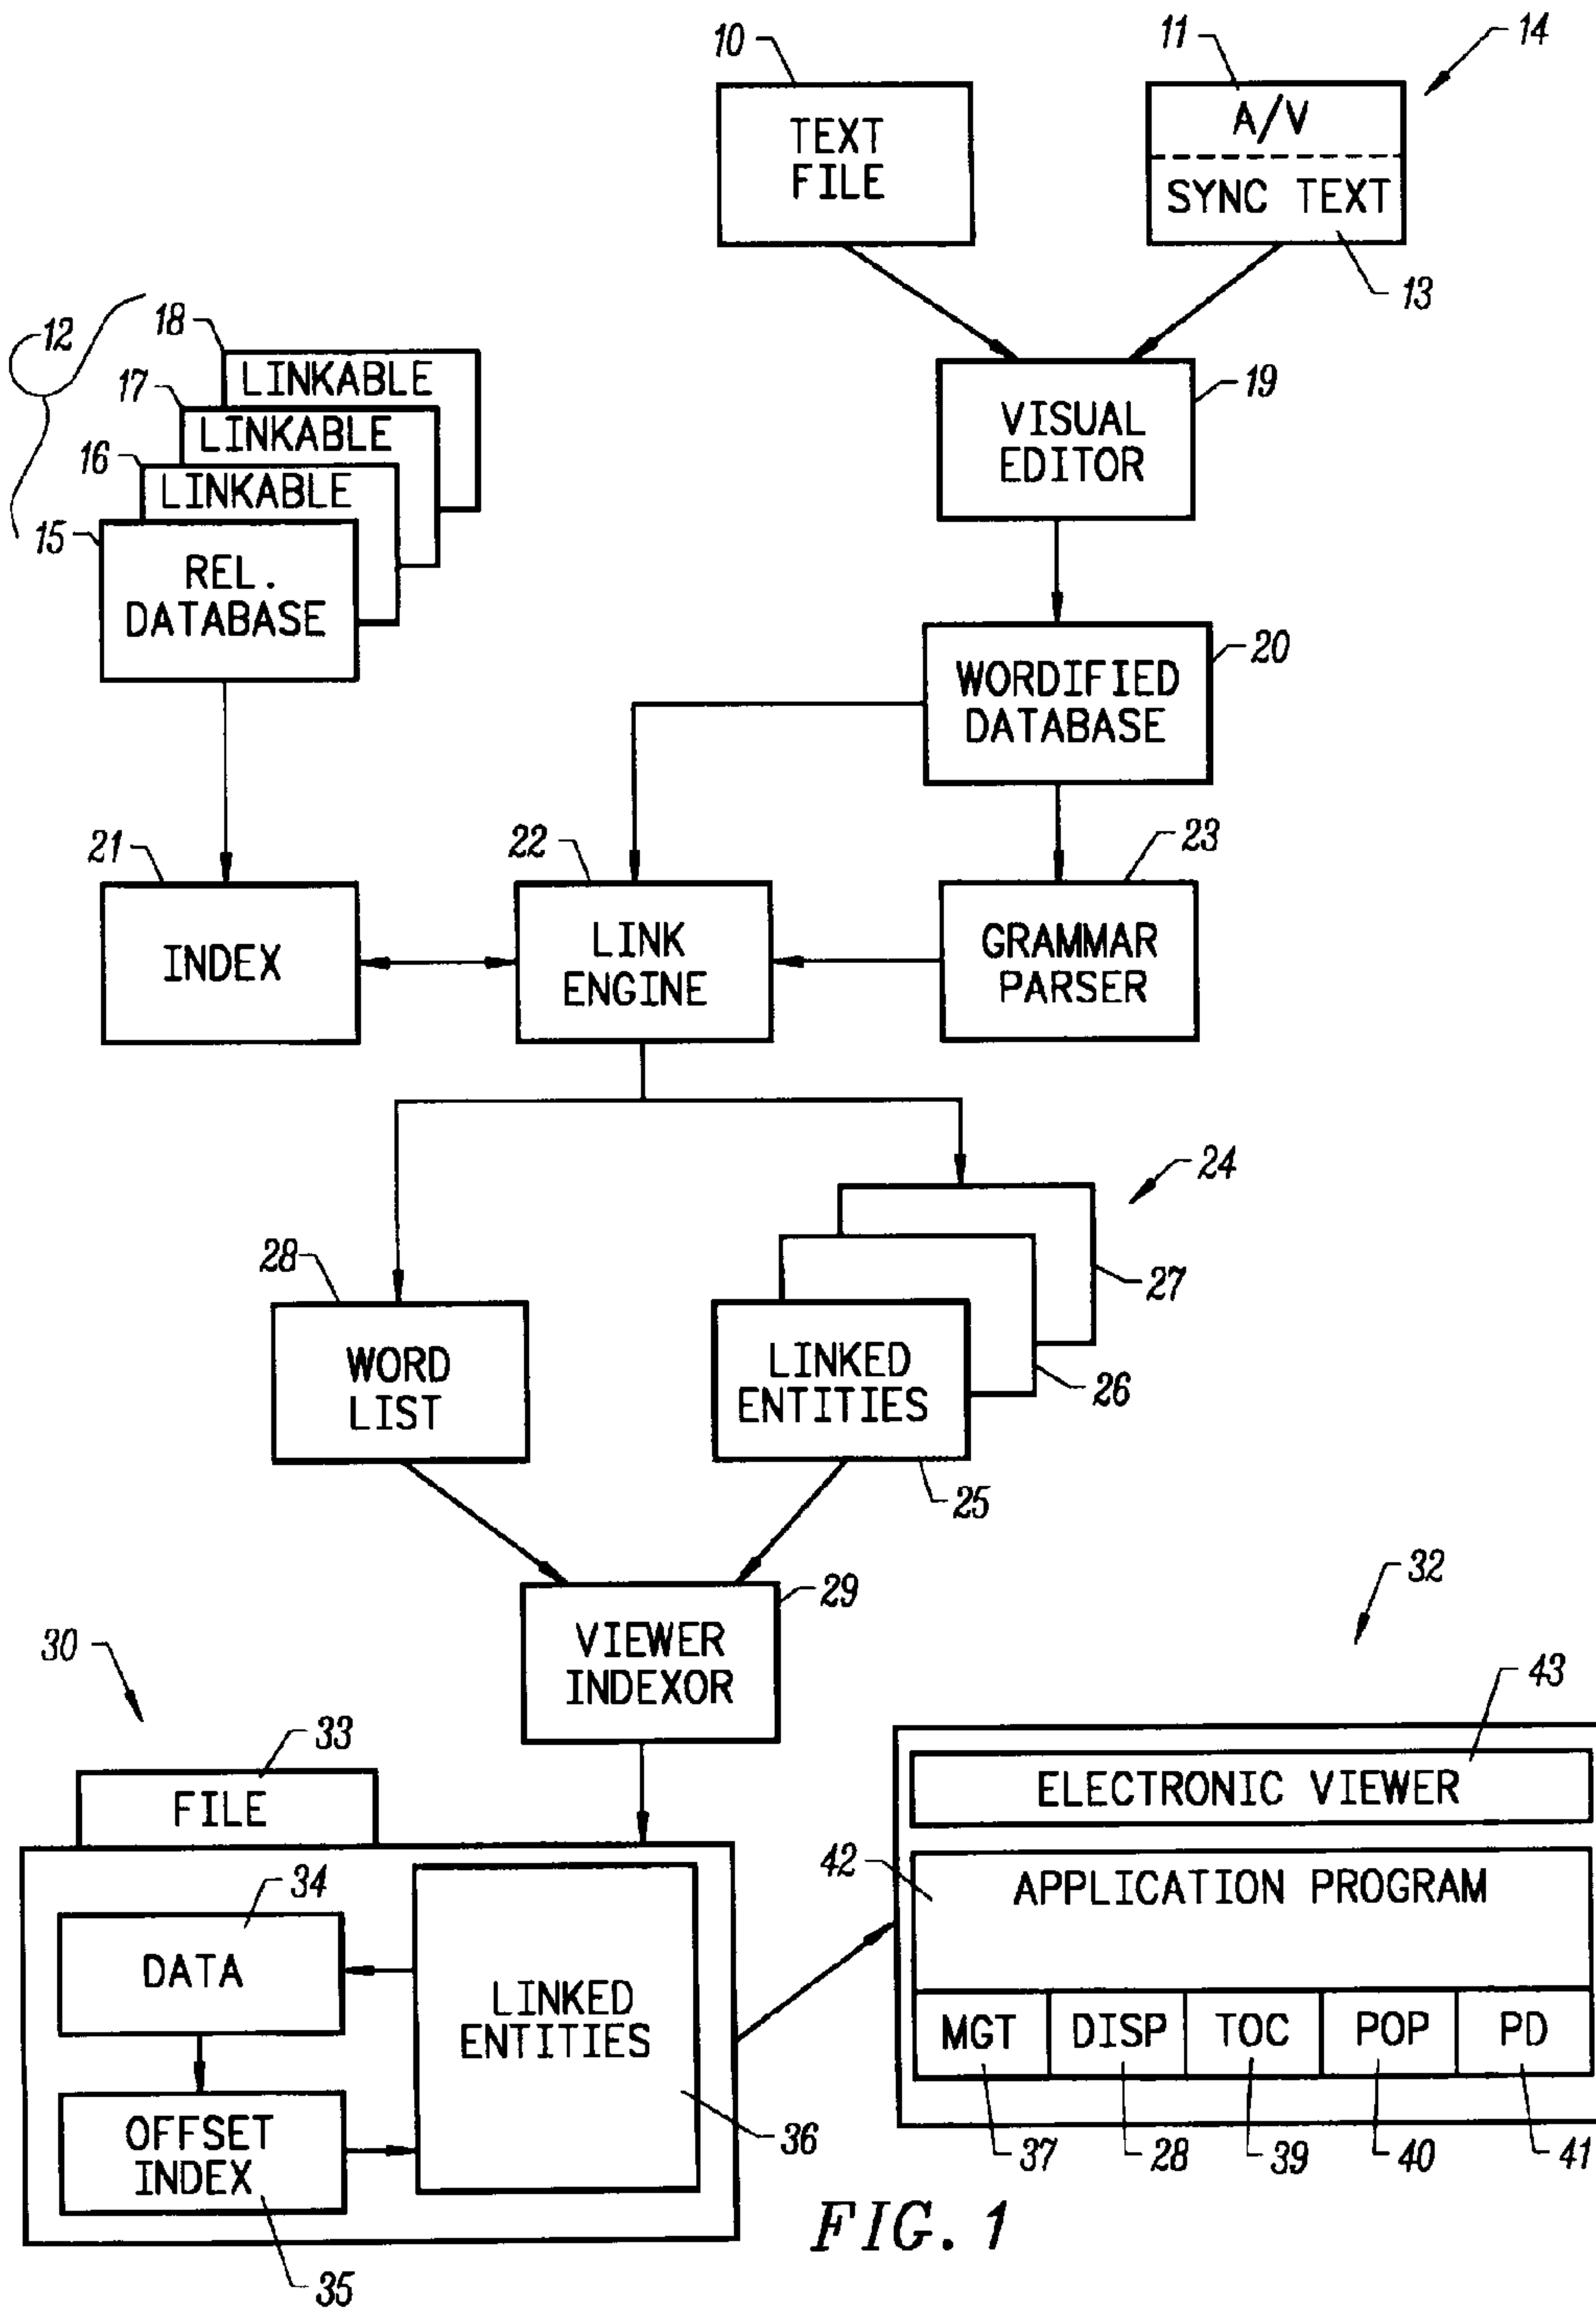 10
11
14
TEXT
FILE
A/V
SYNC TEXT
13
12
18
LINKABLE
17
LINKABLE
16
LINKABLE
15
REL.
DATABASE
19
VISUAL
EDITOR
20
WORDIFIED
DATABASE
21
22
23
INDEX
LINK
ENGINE
GRAMMAR
PARSER
24
28
27
WORD
LIST
LINKED
ENTITIES
26
25
29
VIEWER
INDEXOR
32
30
33
FILE
43
ELECTRONIC VIEWER
34
DATA
LINKED
ENTITIES
42
APPLICATION PROGRAM
OFFSET
INDEX
36
35
MGT DISP TOC POP PD
37 28 39 40 41
FIG. 1